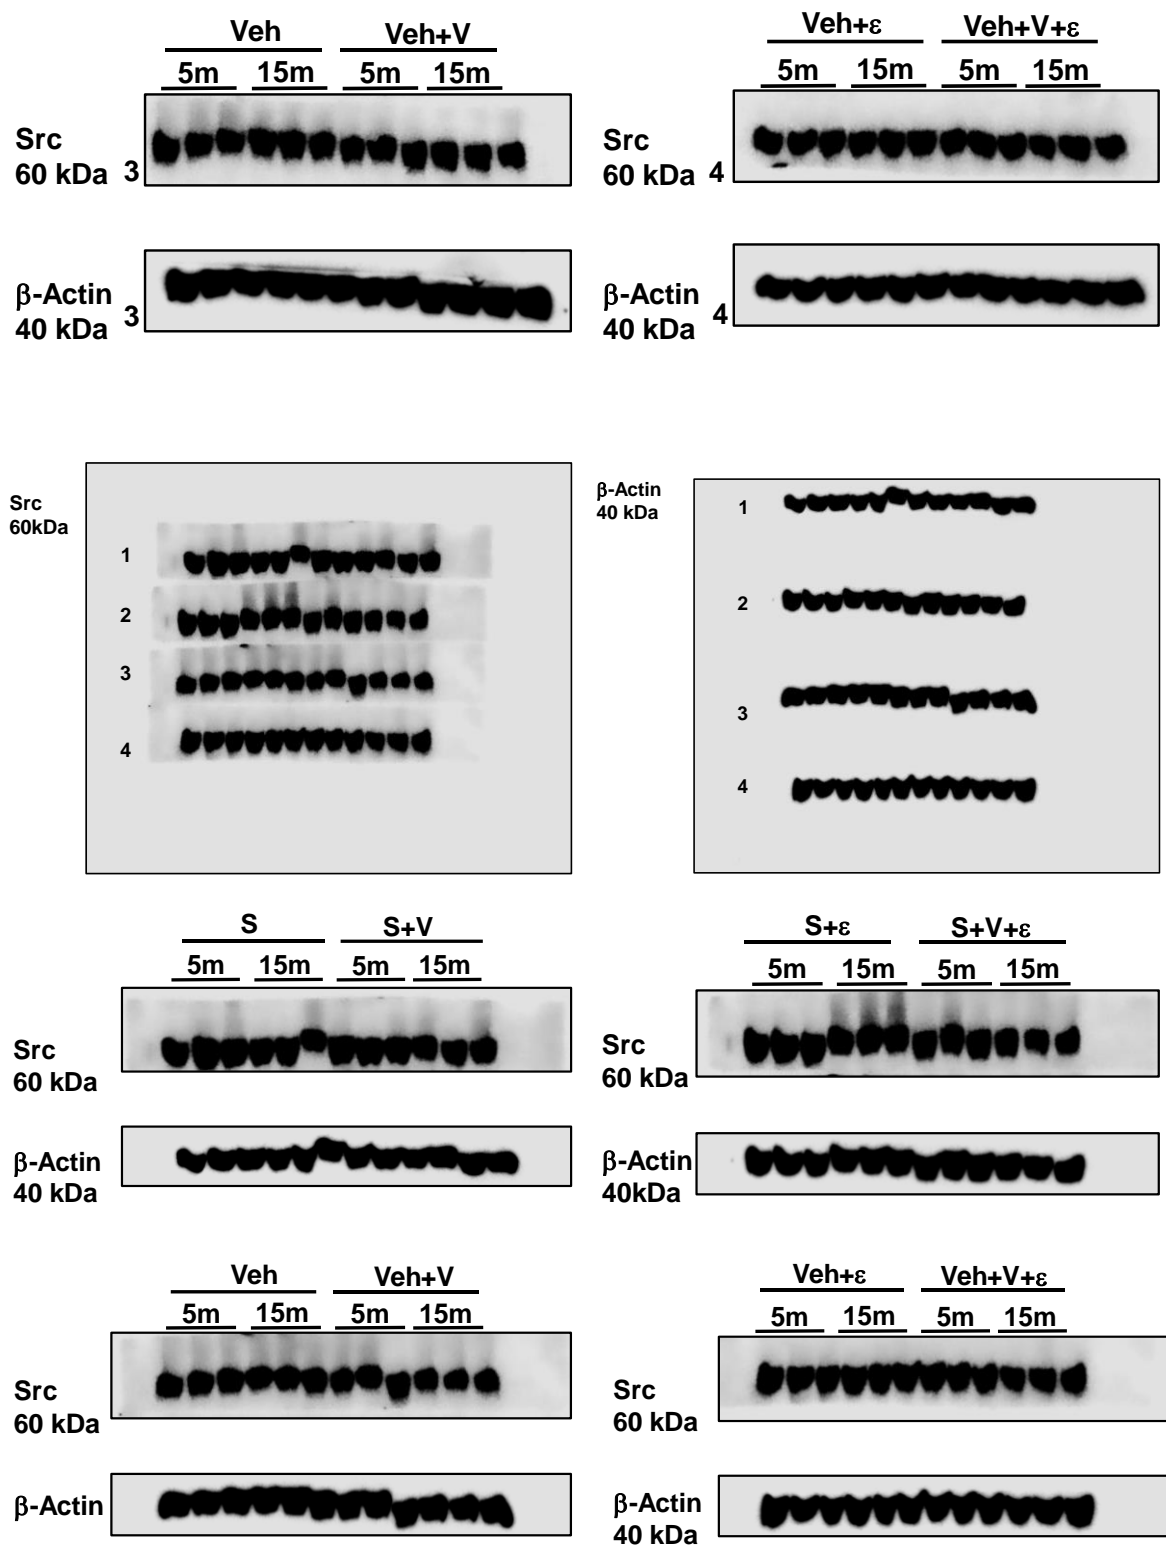 Veh
Veh+V
5m
15m
5m
15m
Src
60 kDa
3
β-Actin
40 kDa
3
Veh+ε
Veh+V+ε
5m
15m
5m
15m
Src
60 kDa
4
β-Actin
40 kDa
4
Src
60kDa
1
2
3
4
β-Actin
40 kDa
1
2
3
4
S
S+V
5m
15m
5m
15m
Src
60 kDa
β-Actin
40 kDa
S+ε
S+V+ε
5m
15m
5m
15m
Src
60 kDa
β-Actin
40kDa
Veh
Veh+V
5m
15m
5m
15m
Src
60 kDa
β-Actin
Veh+ε
Veh+V+ε
5m
15m
5m
15m
Src
60 kDa
β-Actin
40 kDa